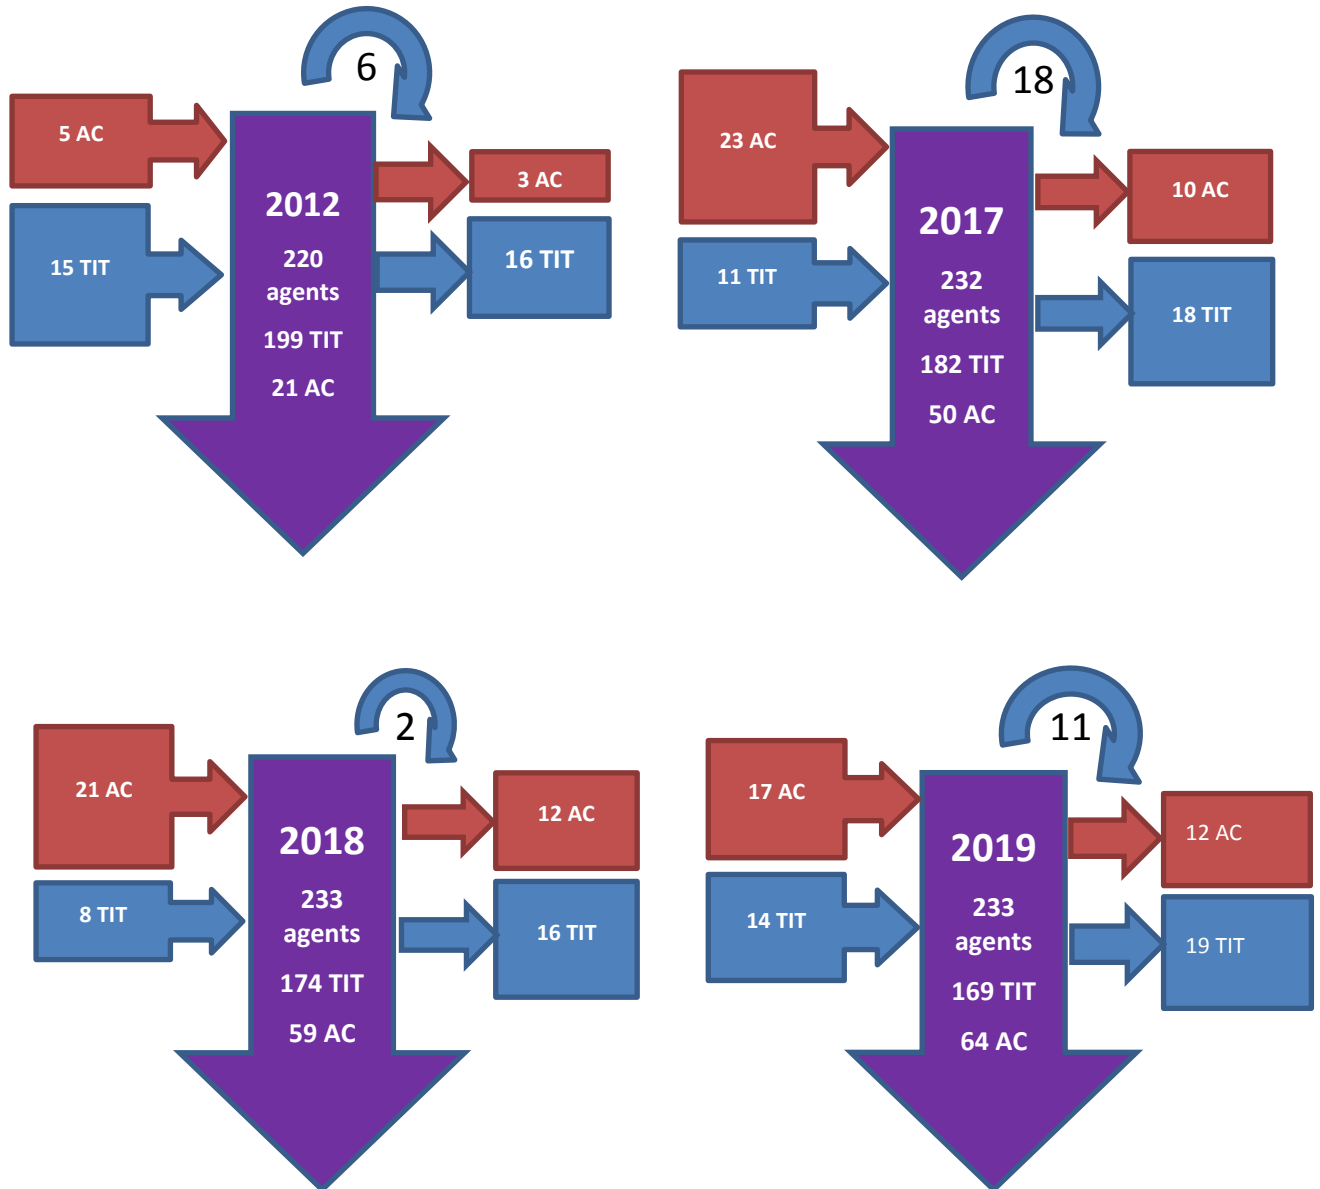 6
5 AC
3 AC
2012
15 TIT
16 TIT
220
agents
199 TIT
21 AC
18
23 AC
10 AC
2017
11 TIT
18 TIT
232
agents
182 TIT
50 AC
2
21 AC
12 AC
2018
8 TIT
16 TIT
233
agents
174 TIT
59 AC
11
17 AC
12 AC
2019
14 TIT
19 TIT
233
agents
169 TIT
64 AC